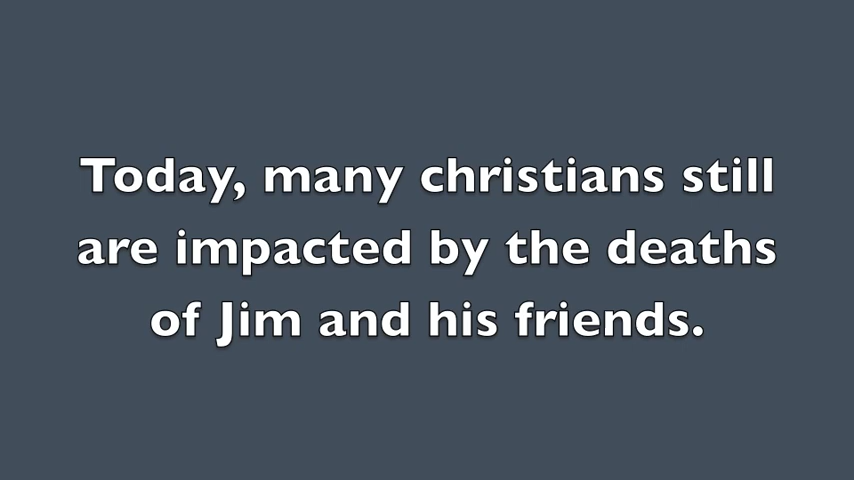 Today, many christians still
are impacted by the deaths
of Jim and his friends.